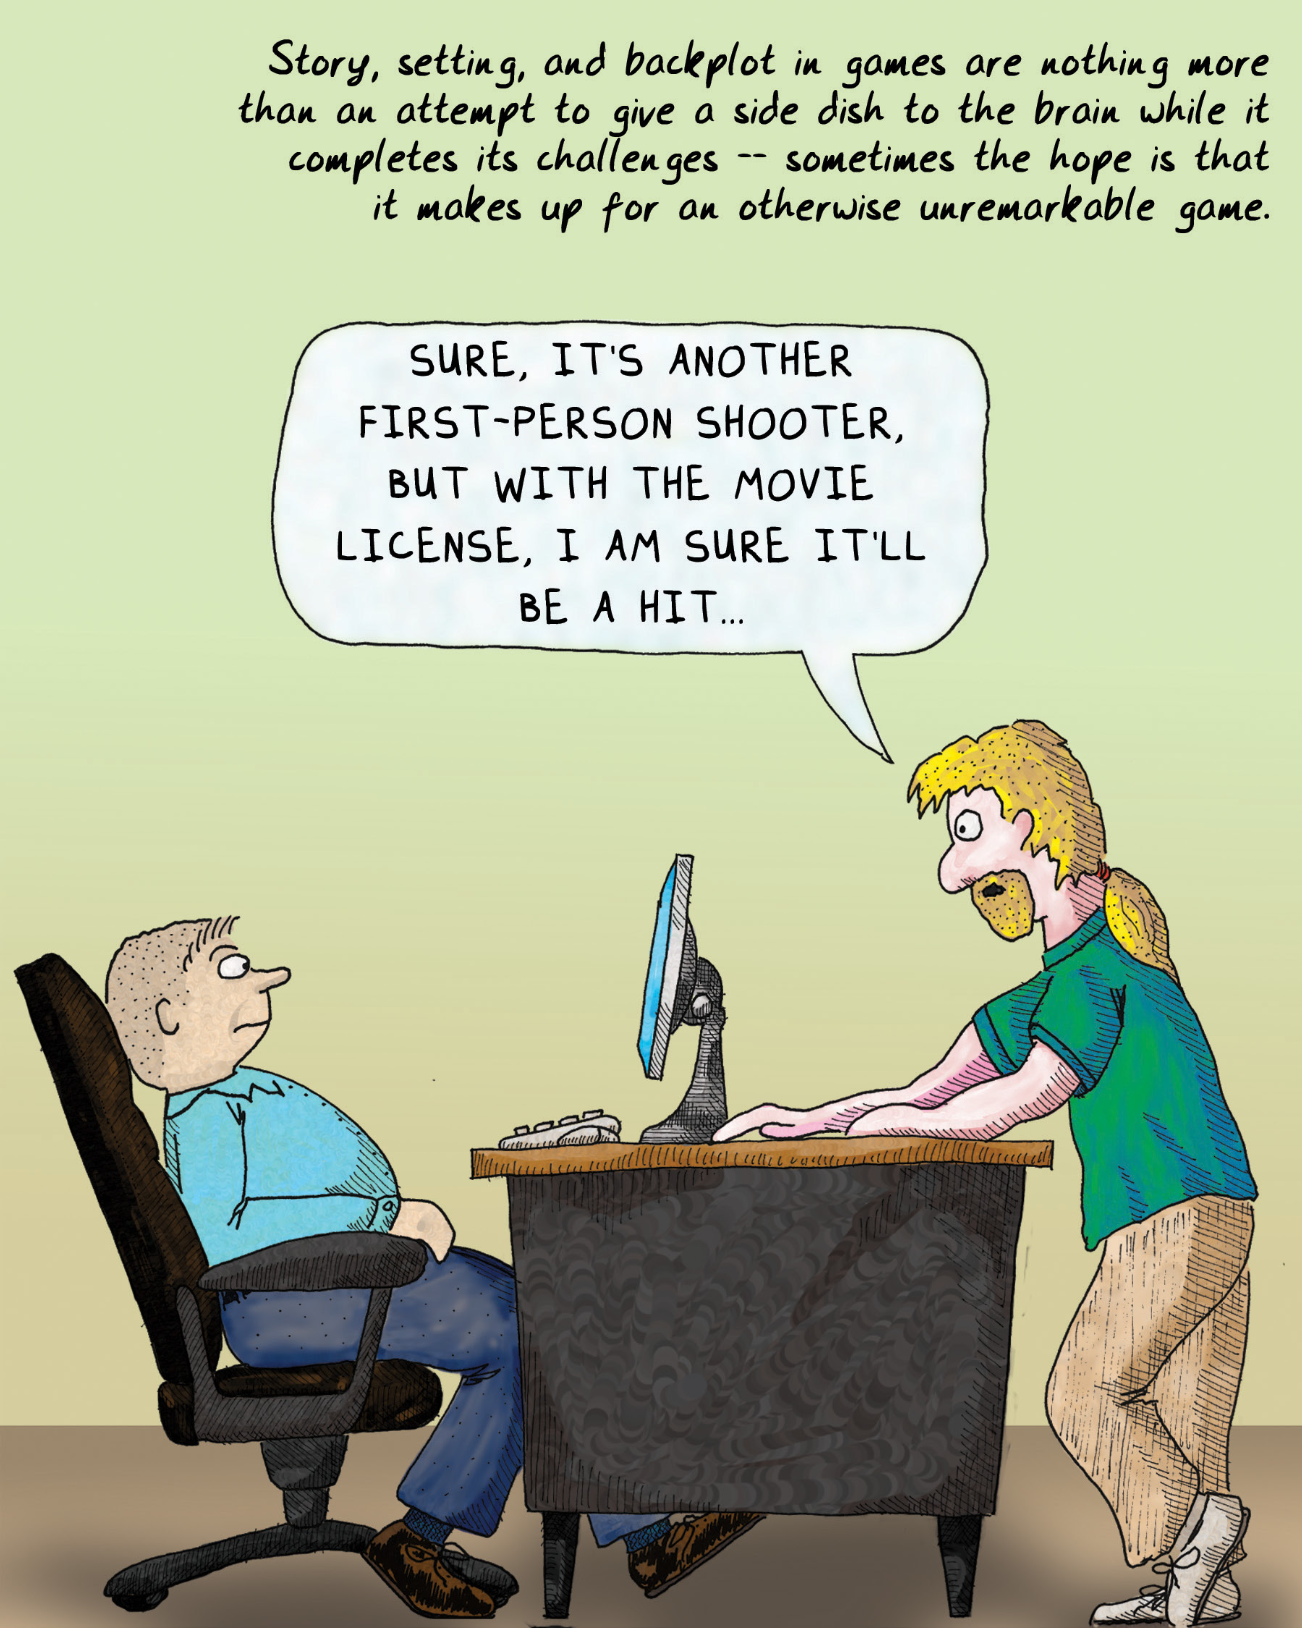 Story, setting, and backplot in games are nothing more
than an attempt to give a side dish to the brain while it
completes its challenges -- sometimes the hope is that
it makes up for an otherwise unremarkable game.
SURE, IT'S ANOTHER
FIRST-PERSON SHOOTER,
BUT WITH THE MOVIE
LICENSE, I AM SURE IT'LL
BE A HIT...